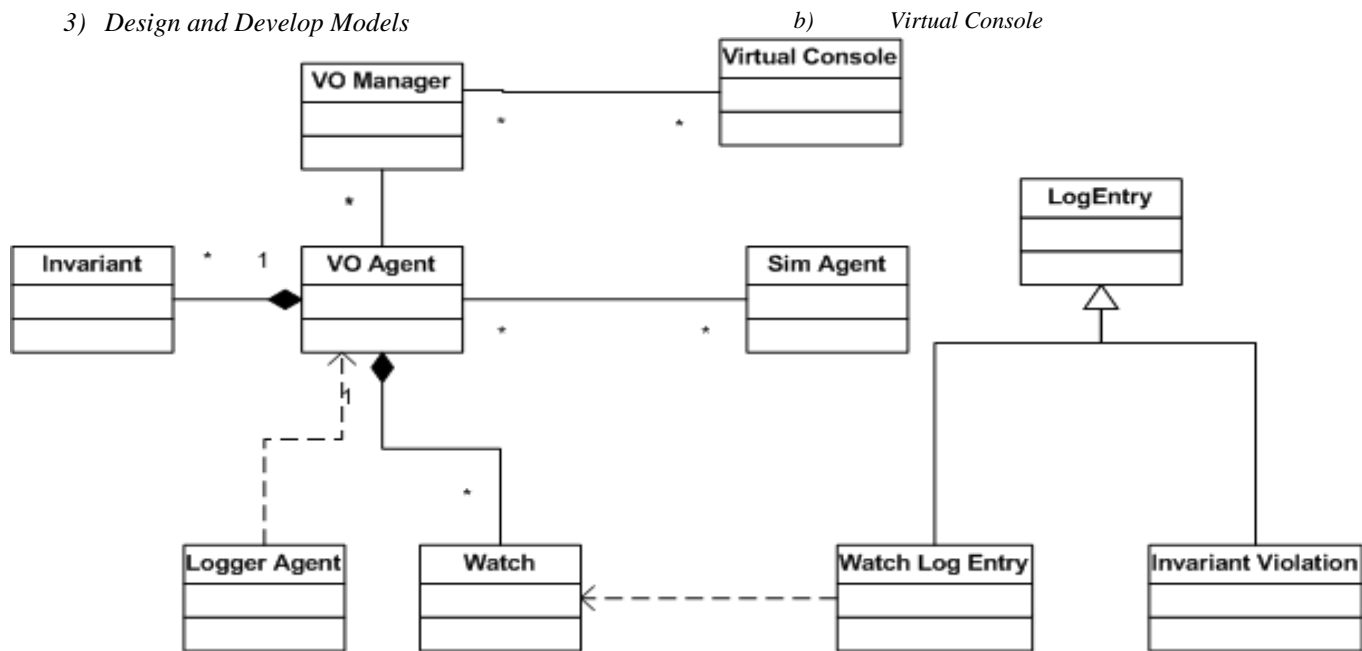 3) Design and Develop Models
b) Virtual Console
Virtual Console
VO Manager
* *
*
LogEntry
Invariant
* 1
VO Agent
Sim Agent
* *
1
*
Logger Agent
Watch
Watch Log Entry
Invariant Violation